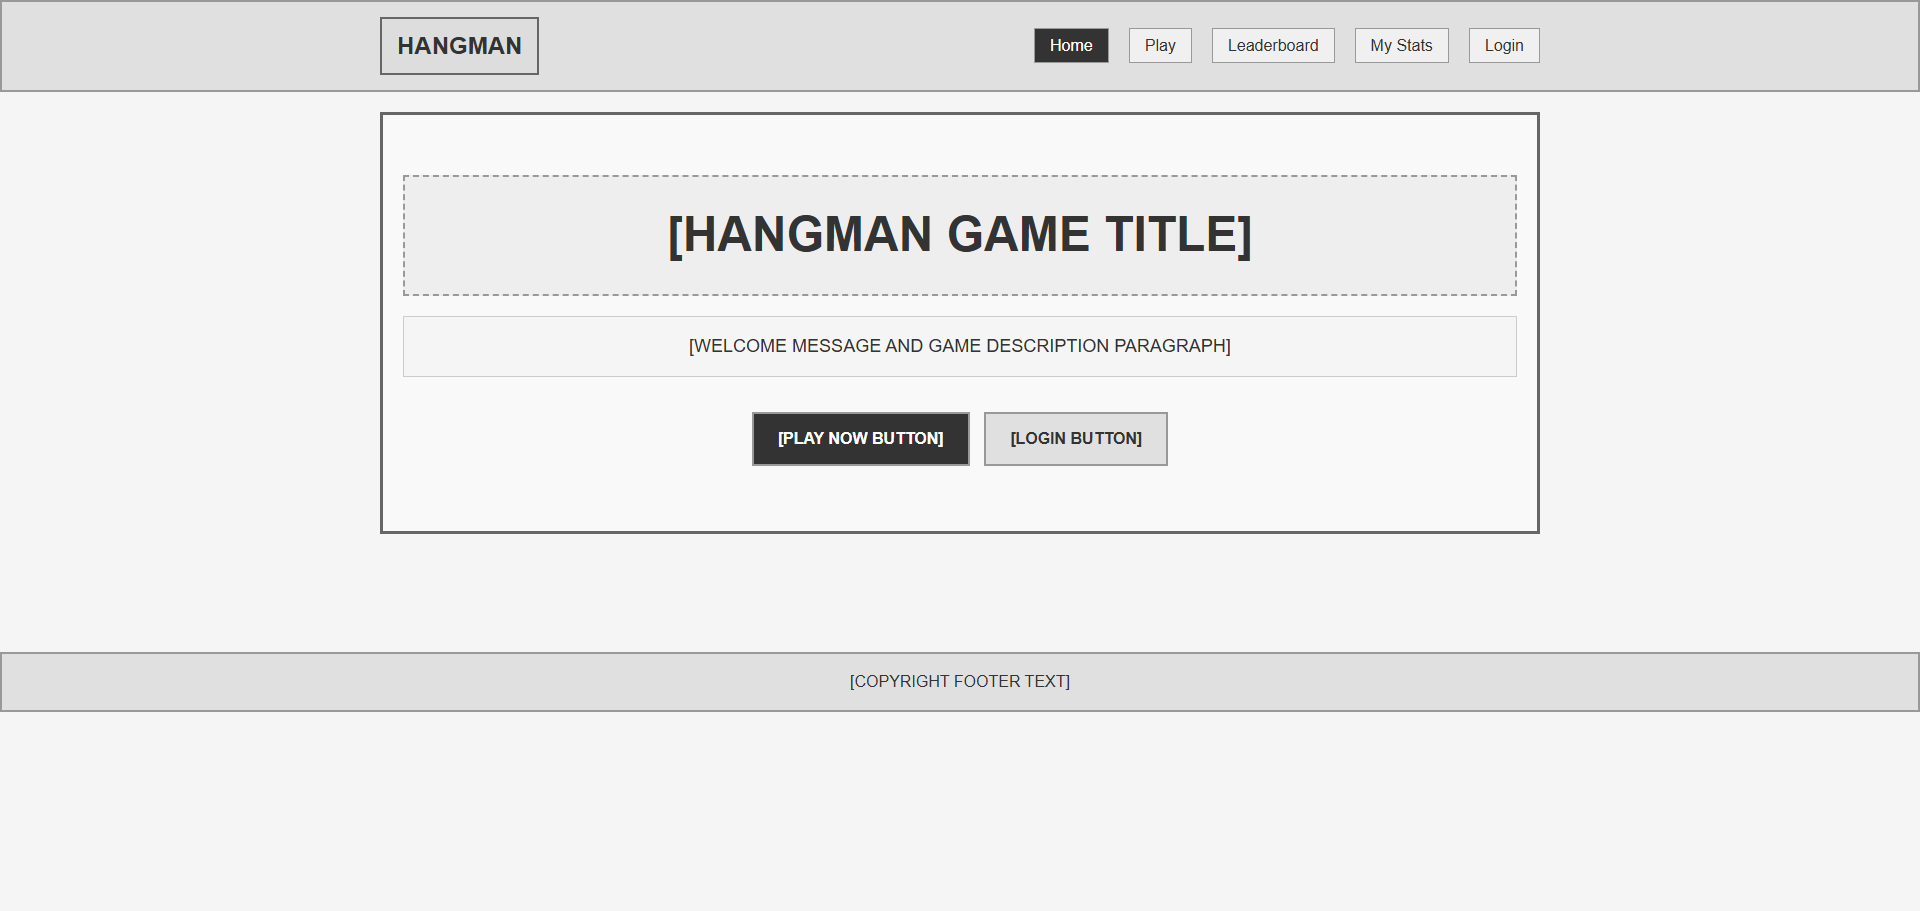 HANGMAN
Home Play Leaderboard My Stats Login
[HANGMAN GAME TITLE]
[WELCOME MESSAGE AND GAME DESCRIPTION PARAGRAPH]
[PLAY NOW BUTTON] [LOGIN BUTTON]
[COPYRIGHT FOOTER TEXT]